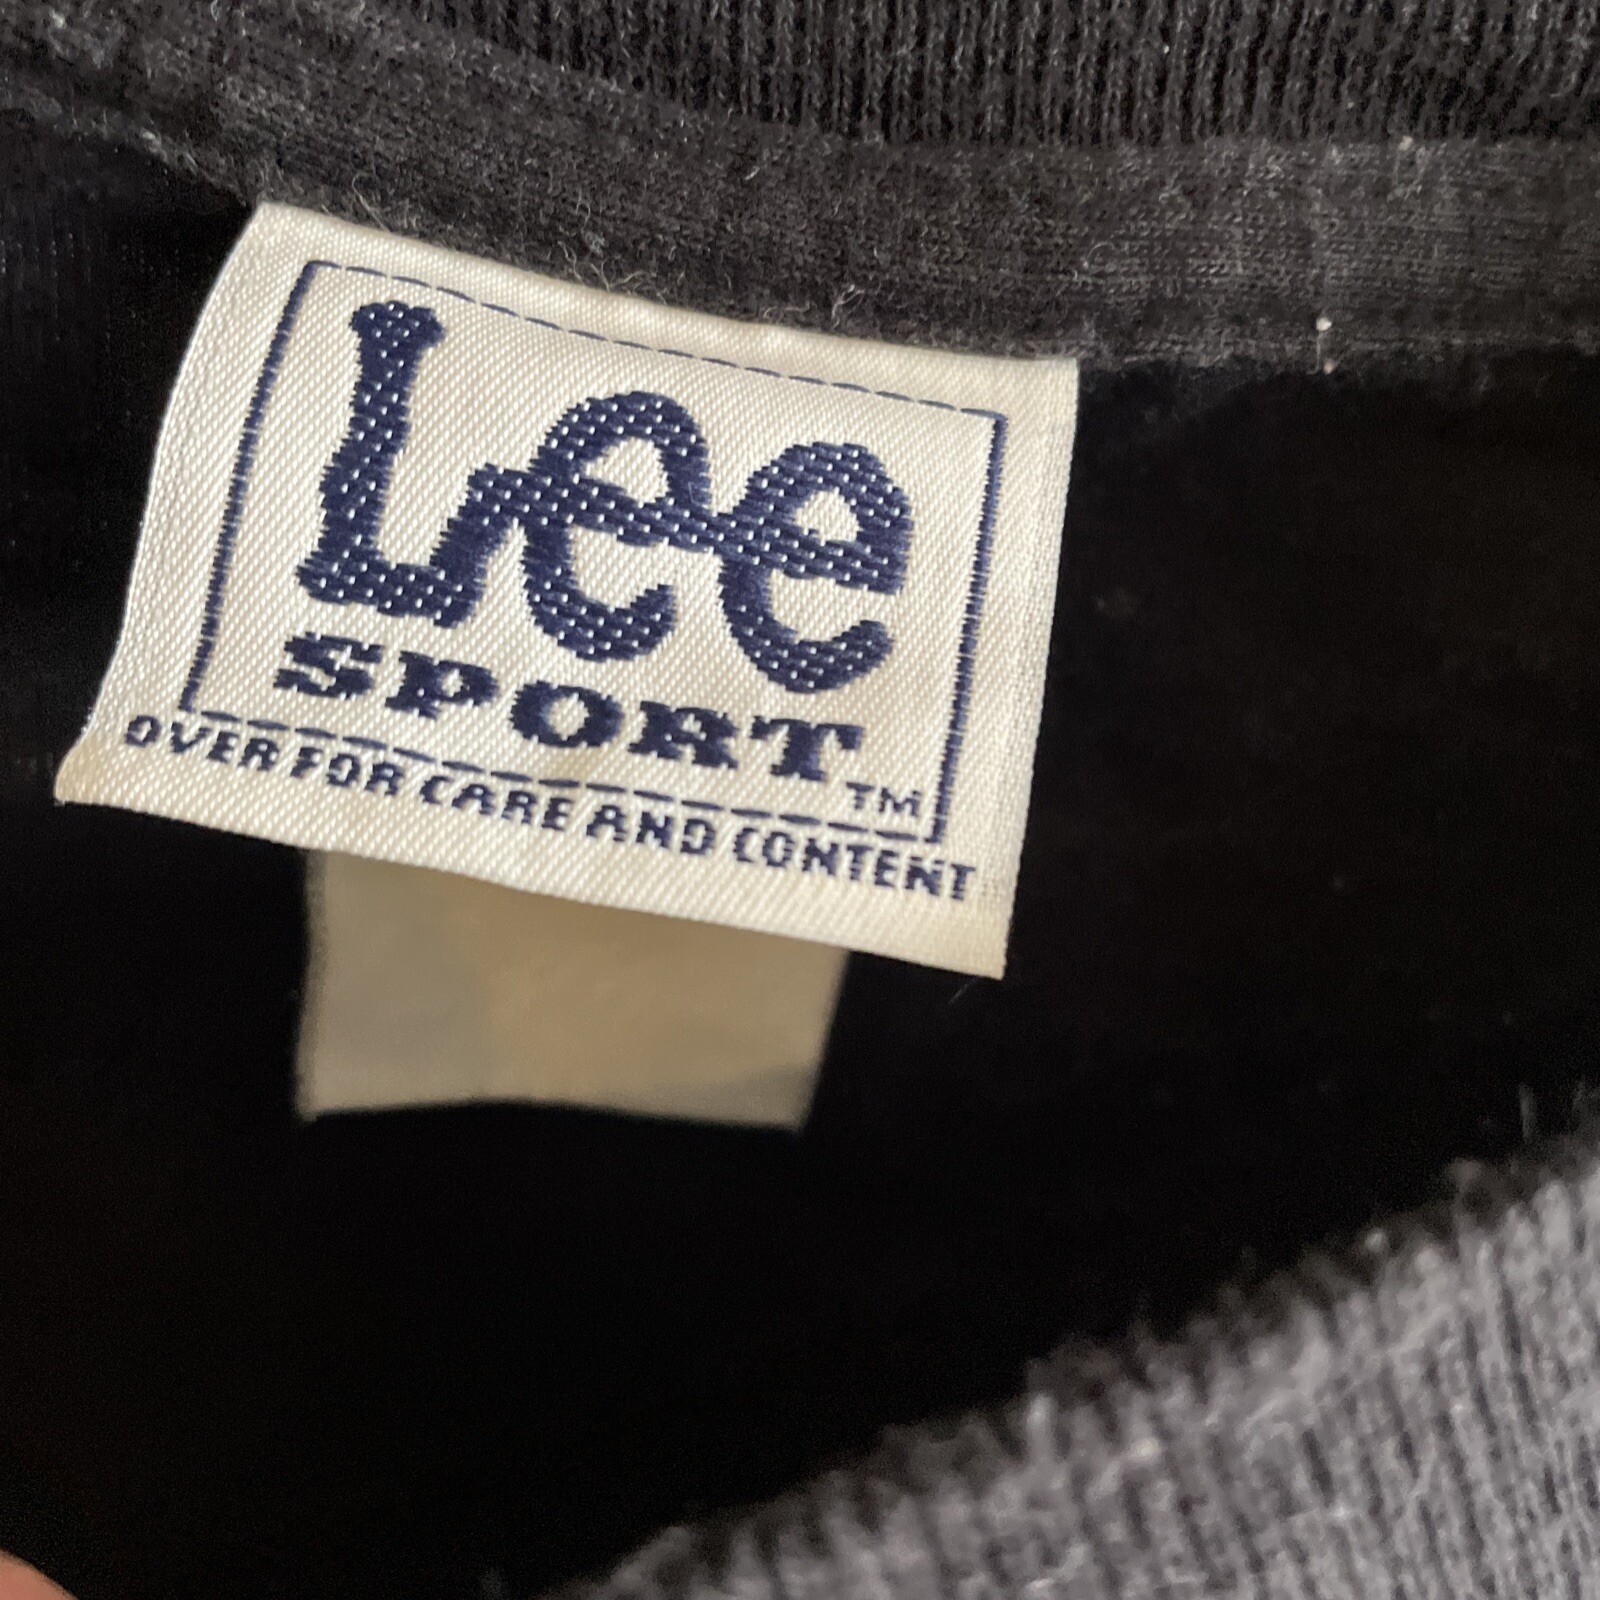 Lee
SPORT
TM
OVER FOR CARE AND CONTENT